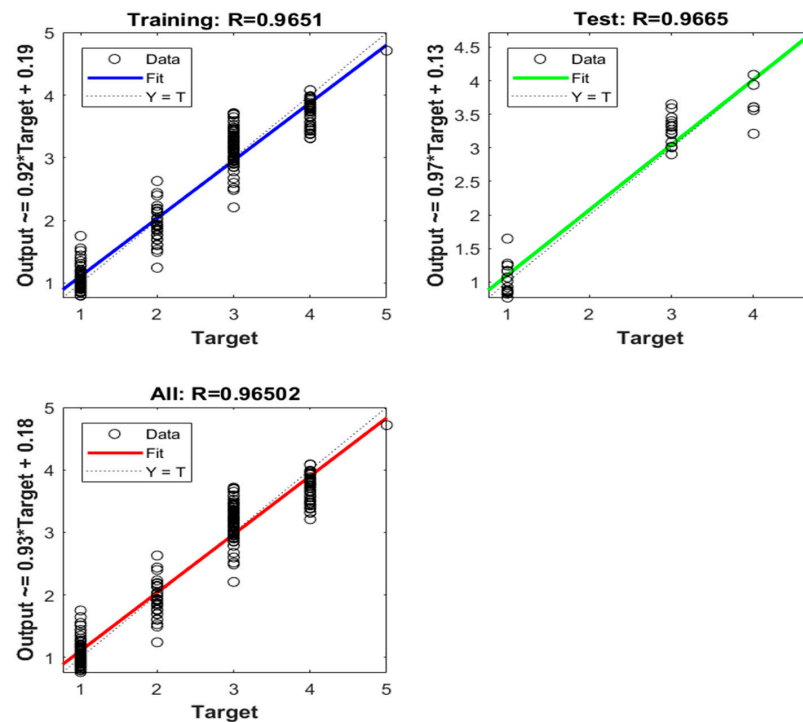 Training: R=0.9651
Output ~= 0.92*Target + 0.19
5
4
3
2
1
Data
Fit
Y = T
1 2 3 4 5
Target
Test: R=0.9665
Output ~= 0.97*Target + 0.13
4.5
4
3.5
3
2.5
2
1.5
1
Data
Fit
Y = T
1 2 3 4
Target
All: R=0.96502
Output ~= 0.93*Target + 0.18
5
4
3
2
1
Data
Fit
Y = T
1 2 3 4 5
Target